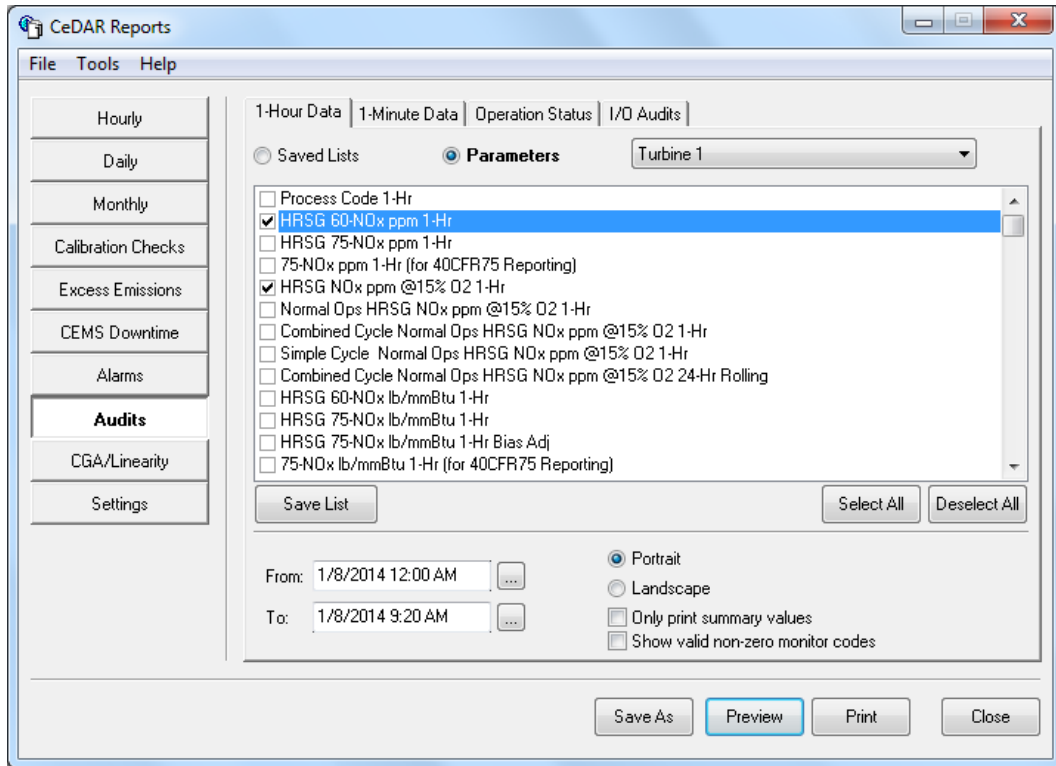 CeDAR Reports
File Tools Help
Hourly
Daily
Monthly
Calibration Checks
Excess Emissions
CEMS Downtime
Alarms
Audits
CGA/Linearity
Settings
1-Hour Data 1-Minute Data Operation Status I/O Audits
Saved Lists Parameters Turbine 1
Process Code 1-Hr
HRSG 60-NOx ppm 1-Hr
HRSG 75-NOx ppm 1-Hr
75-NOx ppm 1-Hr (for 40CFR75 Reporting)
HRSG NOx ppm @15% O2 1-Hr
Normal Ops HRSG NOx ppm @15% O2 1-Hr
Combined Cycle Normal Ops HRSG NOx ppm @15% O2 1-Hr
Simple Cycle  Normal Ops HRSG NOx ppm @15% O2 1-Hr
Combined Cycle Normal Ops HRSG NOx ppm @15% O2 24-Hr Rolling
HRSG 60-NOx lb/mmBtu 1-Hr
HRSG 75-NOx lb/mmBtu 1-Hr
HRSG 75-NOx lb/mmBtu 1-Hr Bias Adj
75-NOx lb/mmBtu 1-Hr (for 40CFR75 Reporting)
Save List Select All Deselect All
From: 1/8/2014 12:00 AM ...
To: 1/8/2014 9:20 AM ...
Portrait
Landscape
Only print summary values
Show valid non-zero monitor codes
Save As Preview Print Close